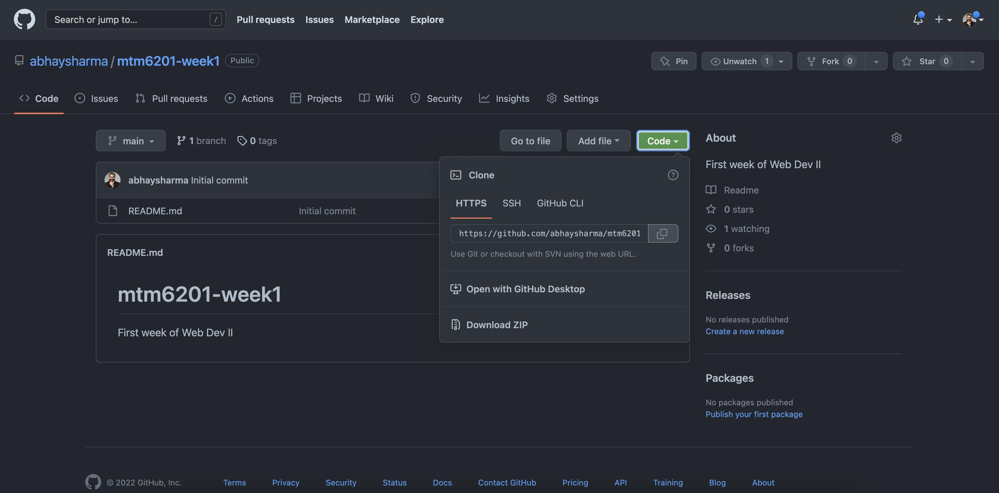 Search or jump to... /
Pull requests Issues Marketplace Explore
abhaysharma / mtm6201-week1 Public
Pin
Unwatch 1
Fork 0
Star 0
Code Issues Pull requests Actions Projects Wiki Security Insights Settings
main
1 branch
0 tags
Go to file
Add file
Code
abhaysharma Initial commit
README.md Initial commit
README.md
mtm6201-week1
First week of Web Dev II
Clone
HTTPS SSH GitHub CLI
https://github.com/abhaysharma/mtm6201
Use Git or checkout with SVN using the web URL.
Open with GitHub Desktop
Download ZIP
About
First week of Web Dev II
Readme
0 stars
1 watching
0 forks
Releases
No releases published
Create a new release
Packages
No packages published
Publish your first package
© 2022 GitHub, Inc. Terms Privacy Security Status Docs Contact GitHub Pricing API Training Blog About